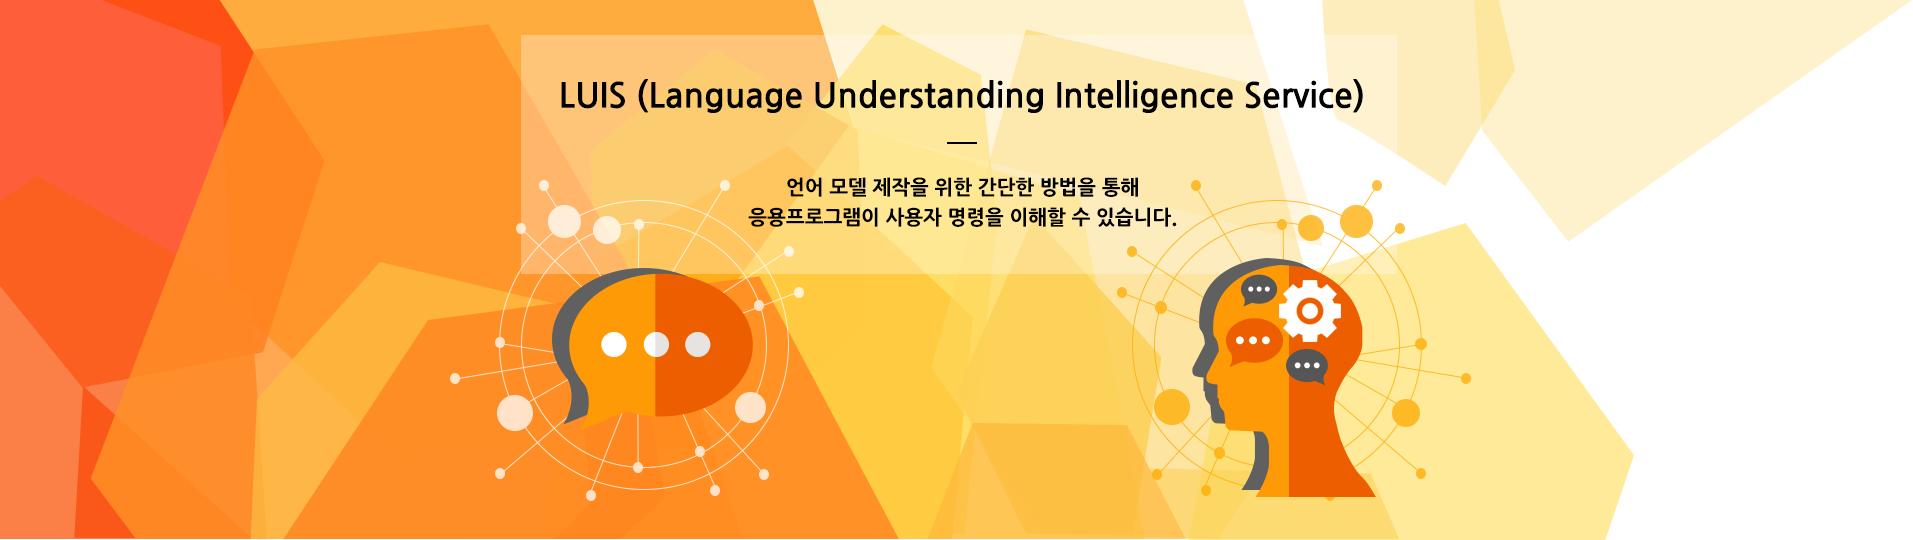 LUIS (Language Understanding Intelligence Service)
언어 모델 제작을 위한 간단한 방법을 통해
응용프로그램이 사용자 명령을 이해할 수 있습니다.